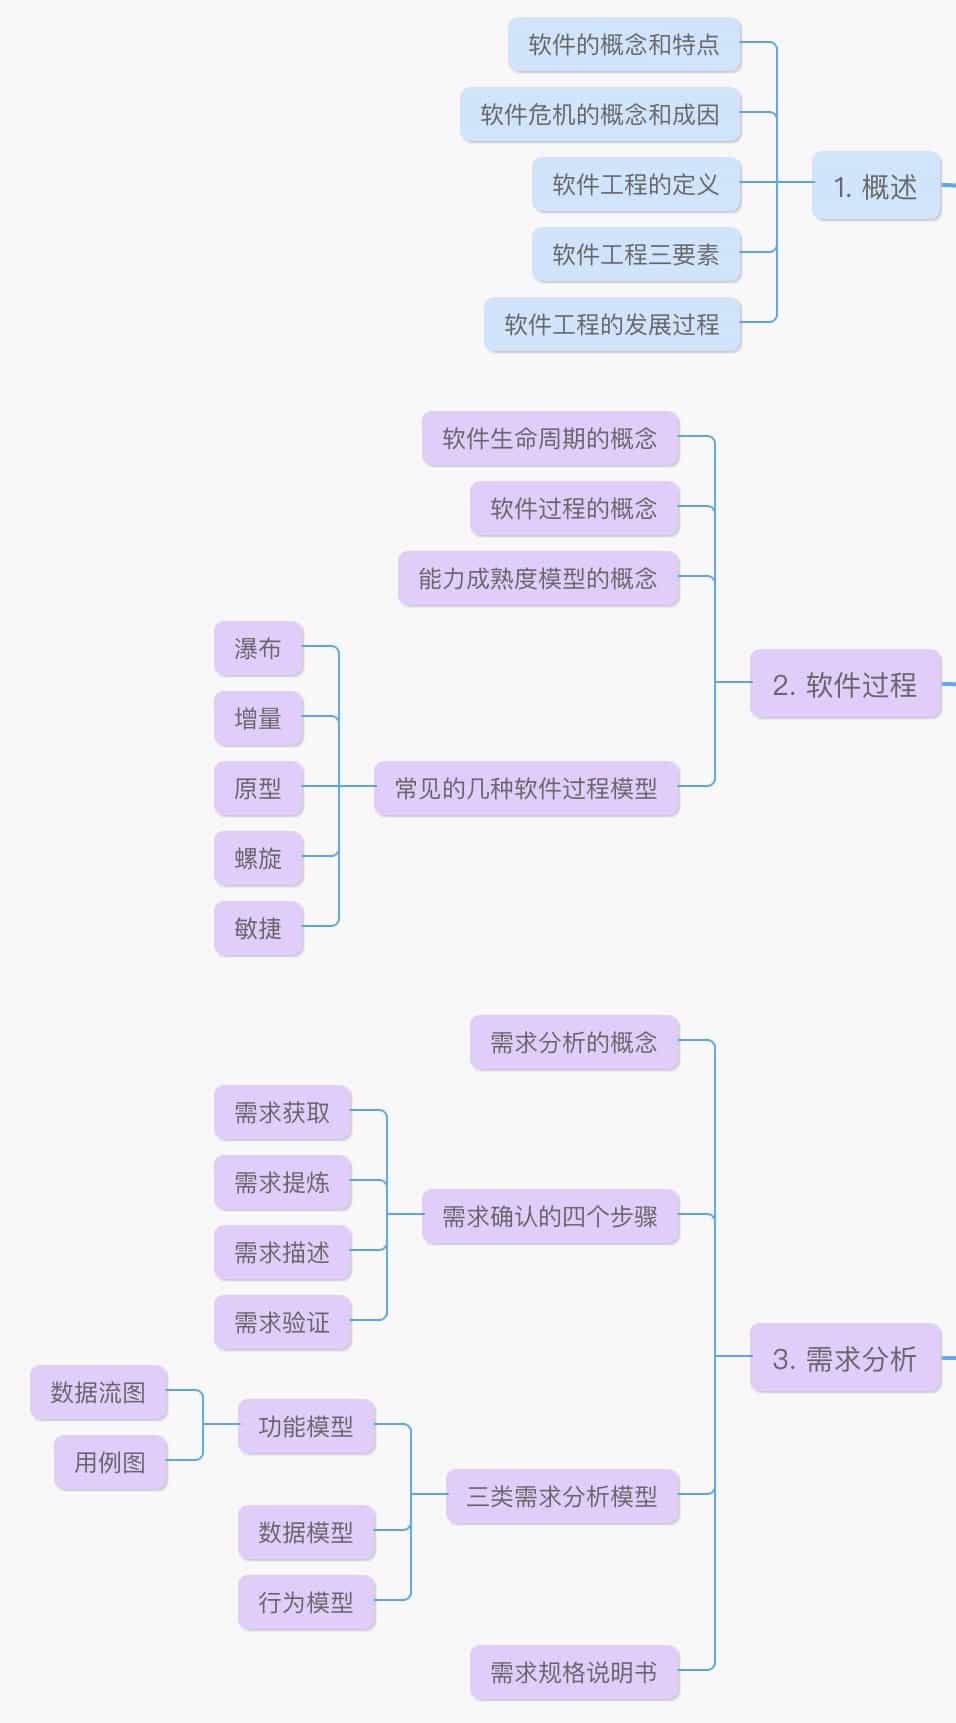 软件的概念和特点
软件危机的概念和成因
软件工程的定义
1. 概述
软件工程三要素
软件工程的发展过程
软件生命周期的概念
软件过程的概念
能力成熟度模型的概念
瀑布
2. 软件过程
增量
原型
常见的几种软件过程模型
螺旋
敏捷
需求分析的概念
需求获取
需求提炼
需求确认的四个步骤
需求描述
需求验证
3. 需求分析
数据流图
功能模型
用例图
三类需求分析模型
数据模型
行为模型
需求规格说明书